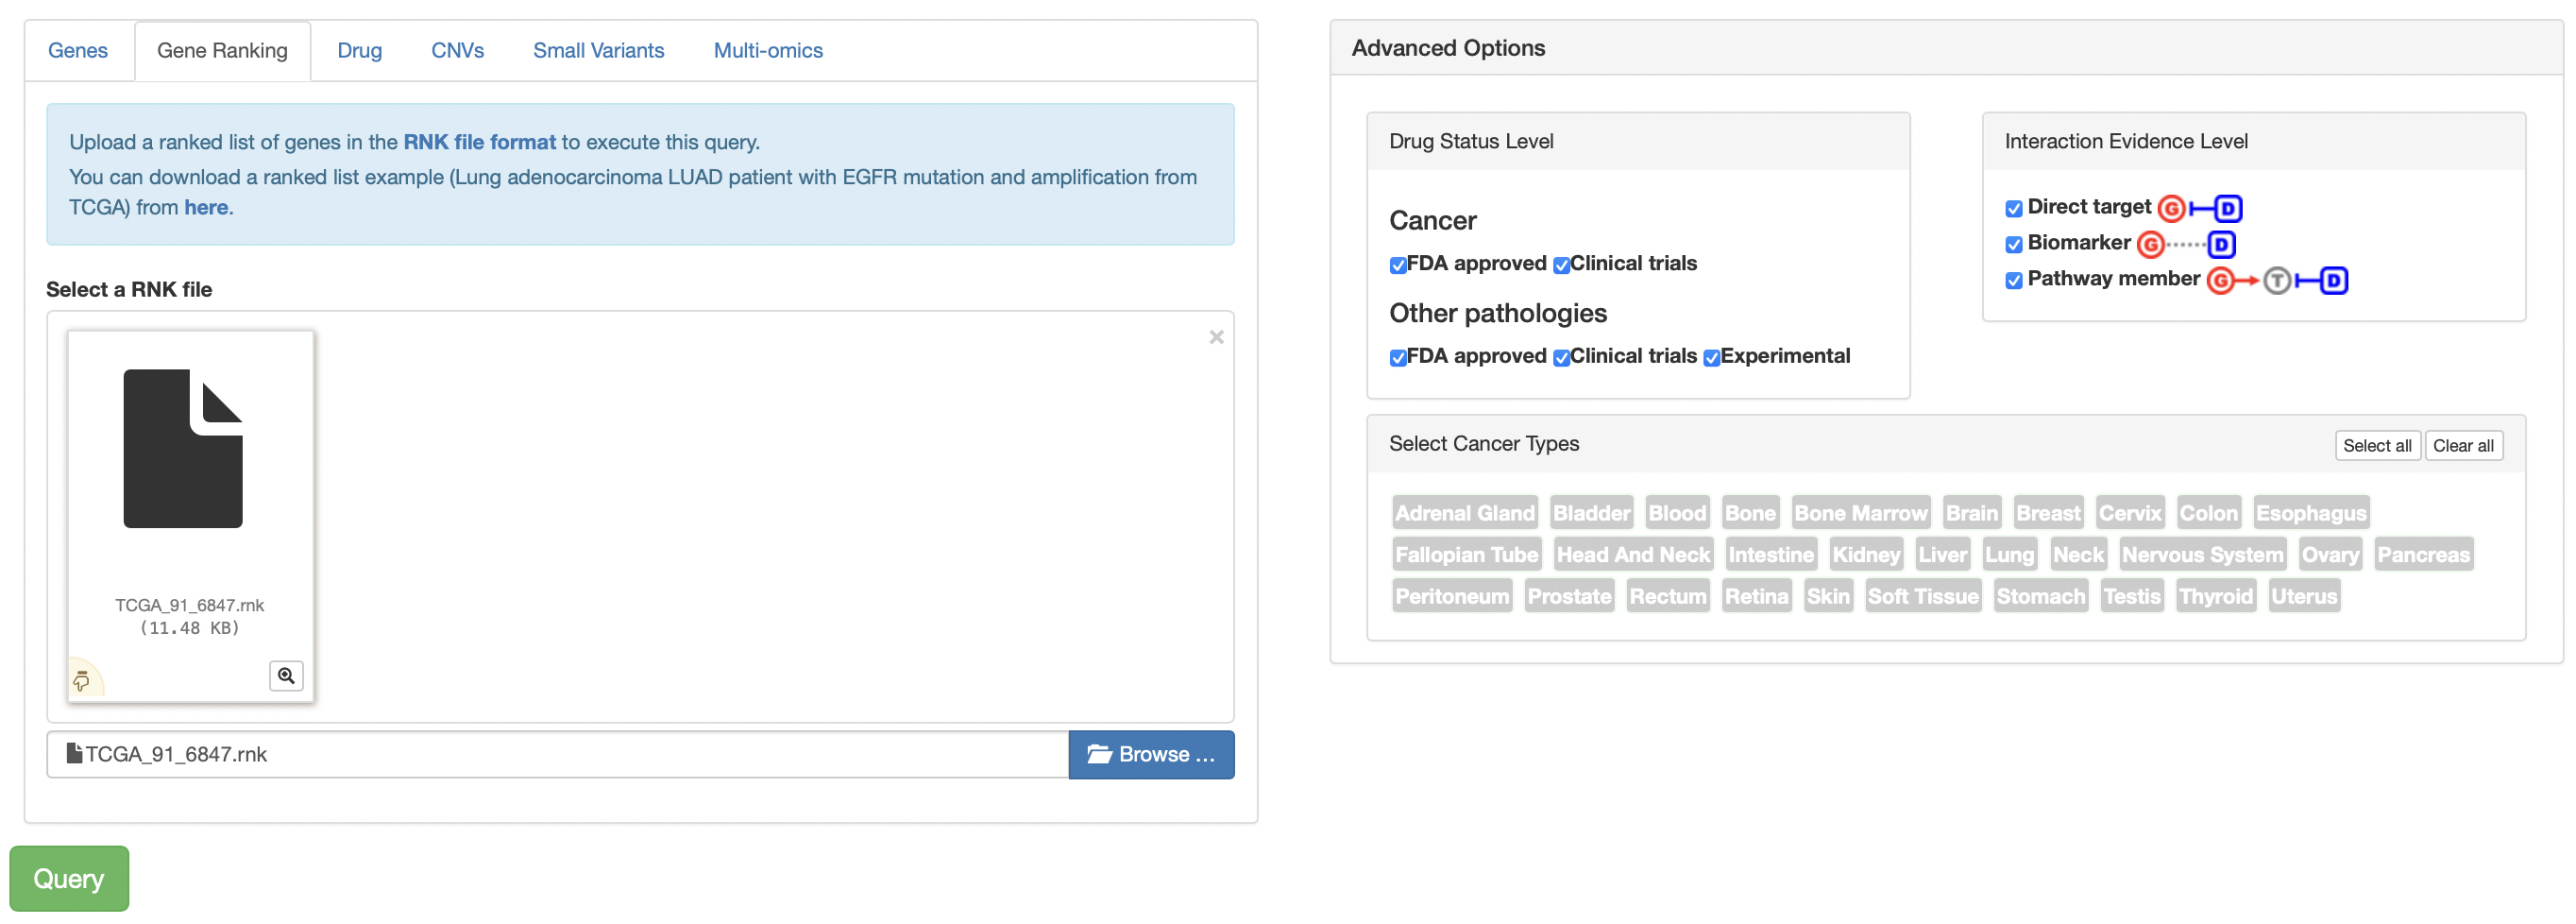 Genes Gene Ranking Drug CNVs Small Variants Multi-omics
Upload a ranked list of genes in the RNK file format to execute this query.
You can download a ranked list example (Lung adenocarcinoma LUAD patient with EGFR mutation and amplification from
TCGA) from here.
Select a RNK file
×
TCGA_91_6847.rnk
(11.48 KB)
TCGA_91_6847.rnk
Browse ...
Query
Advanced Options
Drug Status Level
Cancer
FDA approved Clinical trials
Other pathologies
FDA approved Clinical trials Experimental
Interaction Evidence Level
Direct target G D
Biomarker G D
Pathway member G T D
Select Cancer Types
Select all Clear all
Adrenal Gland Bladder Blood Bone Bone Marrow Brain Breast Cervix Colon Esophagus
Fallopian Tube Head And Neck Intestine Kidney Liver Lung Neck Nervous System Ovary Pancreas
Peritoneum Prostate Rectum Retina Skin Soft Tissue Stomach Testis Thyroid Uterus